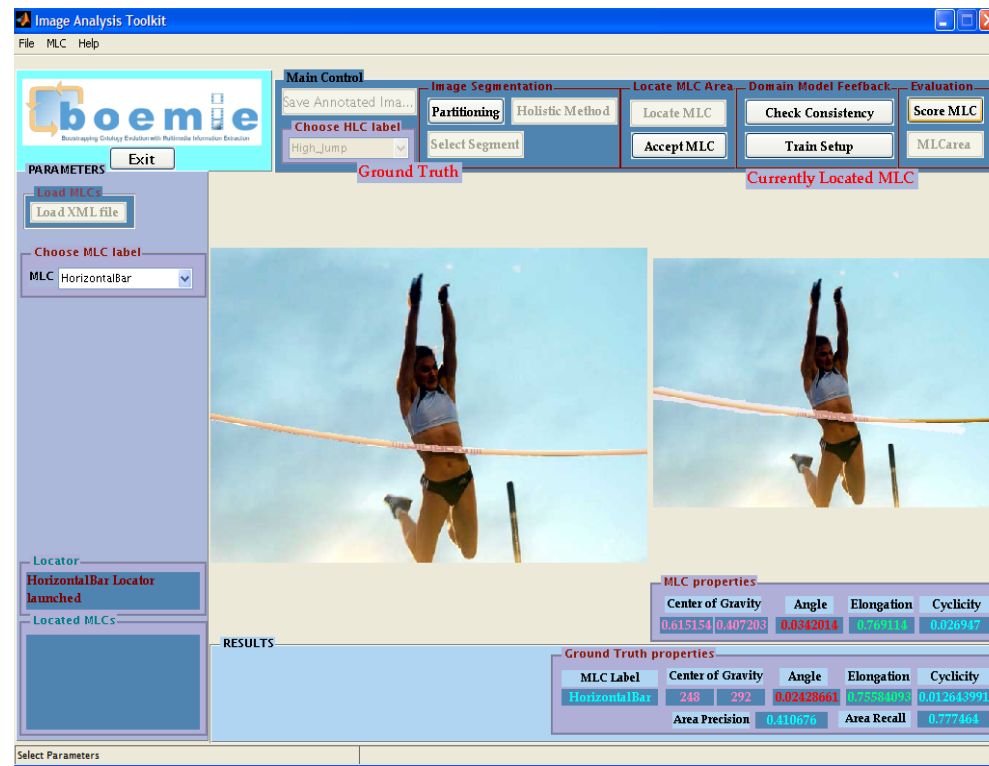 Image Analysis Toolkit
File MLC Help
boemie
Bootstrapping Ontology Evolution with Multimedia Information Extraction
Exit
Main Control
Save Annotated Ima...
Choose HLC label
High_Jump
Image Segmentation
Partitioning Holistic Method
Select Segment
Locate MLC Area
Locate MLC
Accept MLC
Domain Model Feefback
Check Consistency
Train Setup
Evaluation
Score MLC
MLCarea
PARAMETERS
Load MLCs
Load XML file
Choose MLC label
MLC HorizontalBar
Ground Truth
Currently Located MLC
Locator
HorizontalBar Locator
launched
Located MLCs
MLC properties
Center of Gravity Angle Elongation Cyclicity
0.615154 0.407203 0.0342014 0.769114 0.026947
RESULTS
Ground Truth properties
MLC Label Center of Gravity Angle Elongation Cyclicity
HorizontalBar 248 292 0.02428661 0.75584093 0.012643991
Area Precision 0.410676 Area Recall 0.777464
Select Parameters